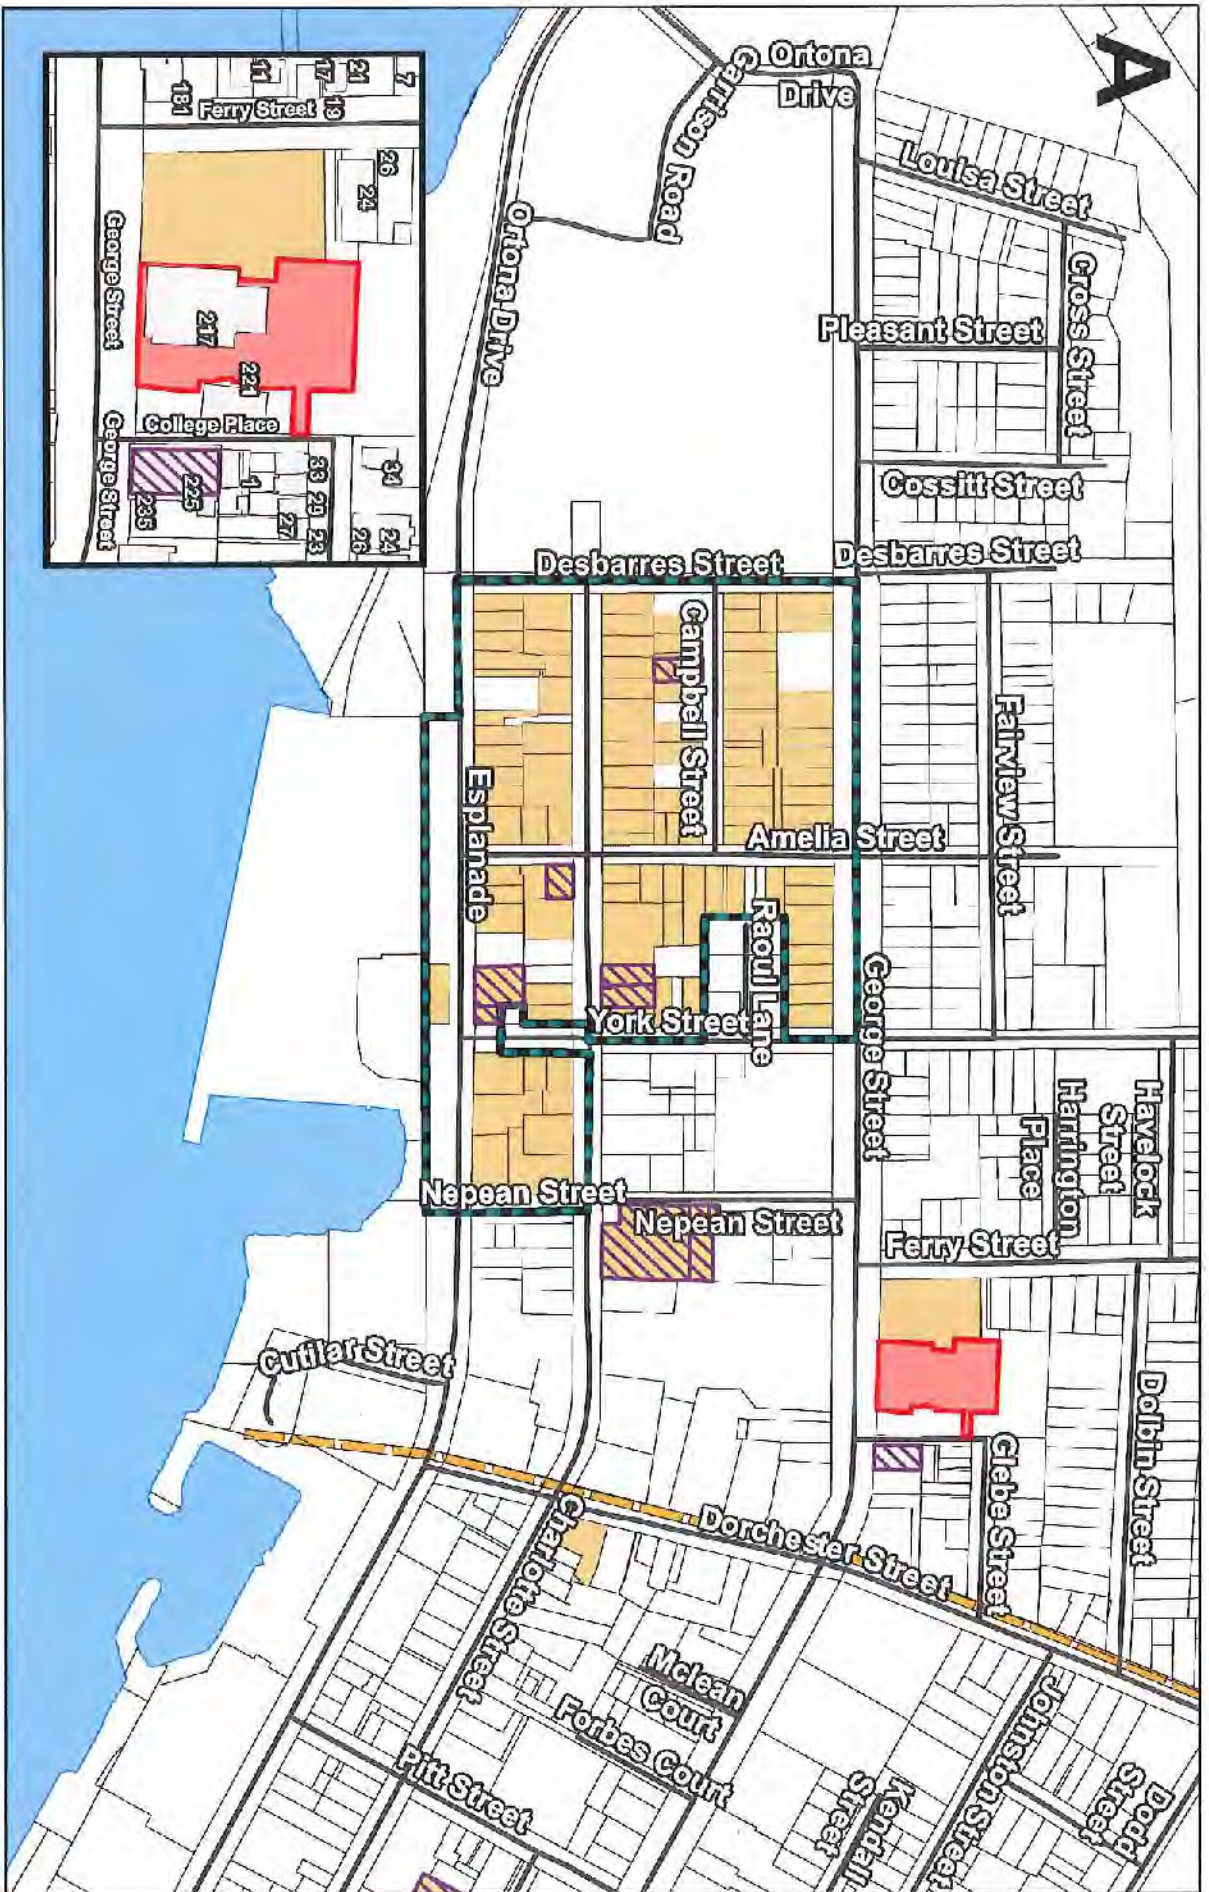 A
Ortona
Drive
Garrison Road
Louisa Street
Cross Street
Pleasant Street
Cossitt Street
Ortona Drive
Desbarres Street
Desbarres Street
Campbell Street
Fairview Street
Amelia Street
Esplanade
Raoul Lane
York Street
George Street
Havelock
Street
Harrington
Place
Nepean Street
Nepean Street
Ferry Street
Cutilar Street
Dolbin Street
Glebe Street
Dorchester Street
Charlotte Street
Mclean
Court
Forbes Court
Pitt Street
Johnston Street
Dodd
Street
Kendall
Street
7
21
17
11
19
181
Ferry Street
26
24
George Street
217
221
College Place
George Street
225
235
1
33
29
23
27
34
24
26